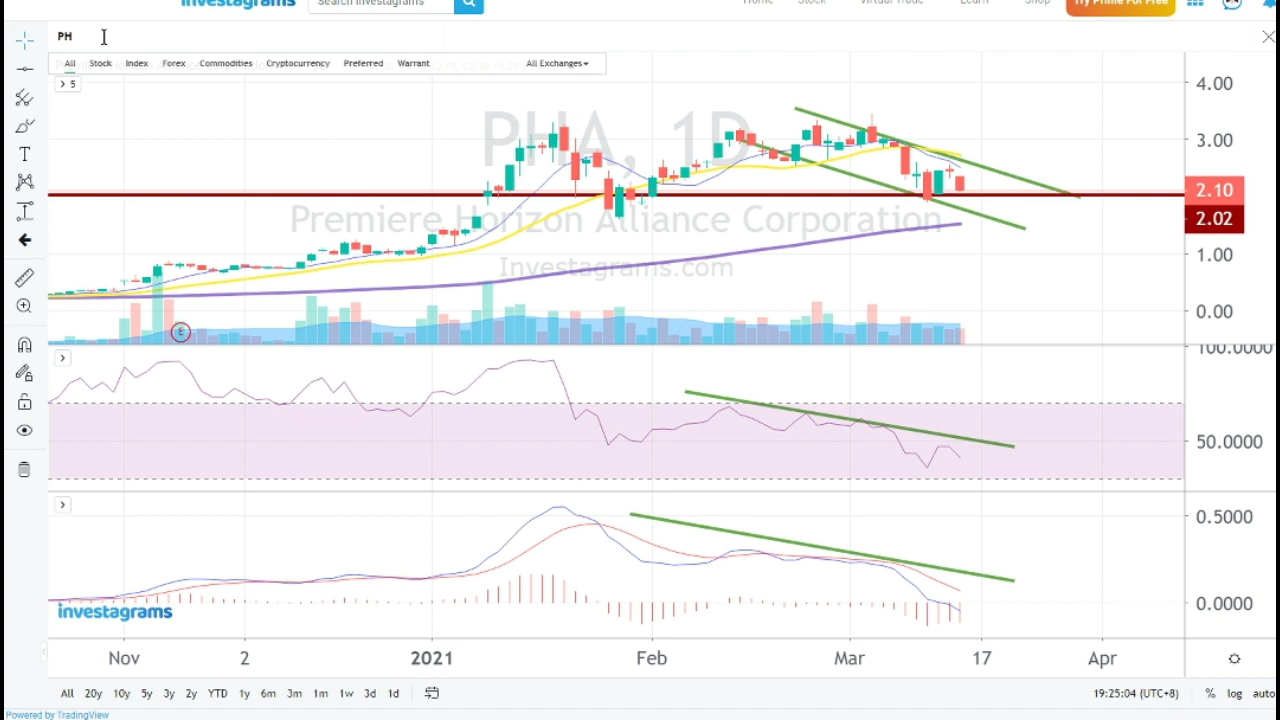 Investagrams
Search Investagrams
Home Stock Virtual Trade Learn Shop Try Prime For Free
PH
All Stock Index Forex Commodities Cryptocurrency Preferred Warrant All Exchanges
5
PHA, 1D
Premiere Horizon Alliance Corporation
Investagrams.com
4.00
3.00
2.10
2.02
1.00
0.00
E
100.0000
50.0000
0.5000
0.0000
investagrams
Nov 2 2021 Feb Mar 17 Apr
All 20y 10y 5y 3y 2y YTD 1y 6m 3m 1m 1w 3d 1d 19:25:04 (UTC+8) % log auto
Powered by TradingView